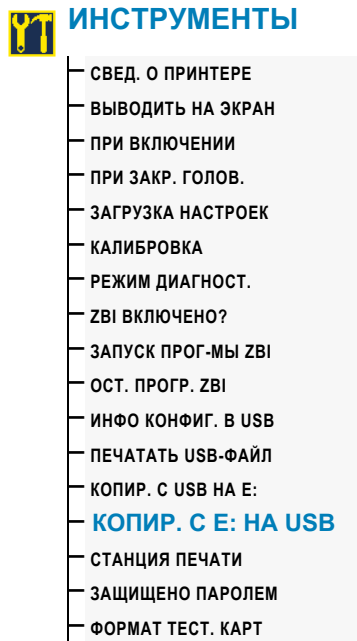 ИНСТРУМЕНТЫ
СВЕД. О ПРИНТЕРЕ
ВЫВОДИТЬ НА ЭКРАН
ПРИ ВКЛЮЧЕНИИ
ПРИ ЗАКР. ГОЛОВ.
ЗАГРУЗКА НАСТРОЕК
КАЛИБРОВКА
РЕЖИМ ДИАГНОСТ.
ZBI ВКЛЮЧЕНО?
ЗАПУСК ПРОГ-МЫ ZBI
ОСТ. ПРОГР. ZBI
ИНФО КОНФИГ. В USB
ПЕЧАТАТЬ USB-ФАЙЛ
КОПИР. С USB НА E:
КОПИР. С E: НА USB
СТАНЦИЯ ПЕЧАТИ
ЗАЩИЩЕНО ПАРОЛЕМ
ФОРМАТ ТЕСТ. КАРТ